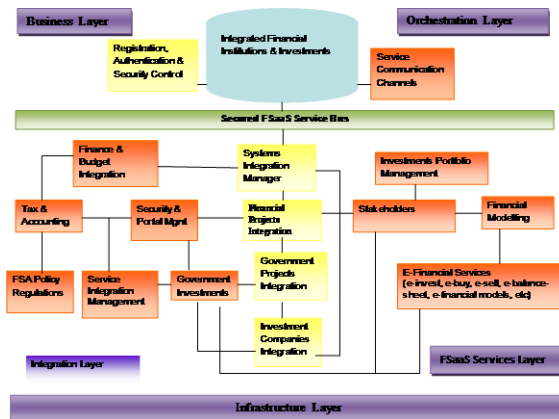 Business Layer
Orchestration Layer
Registration,
Authentication &
Security Control
Integrated Financial
Institutions & Investments
Service
Communication
Channels
Secured FSaaS Service Bus
Finance &
Budget
Integration
Systems
Integration
Manager
Investments Portfolio
Management
Tax &
Accounting
Security &
Portal Mgmt
Financial
Projects
Integration
Stakeholders
Financial
Modelling
FSA Policy
Regulations
Service
Integration
Management
Government
Investments
Government
Projects
Integration
E-Financial Services
(e-invest, e-buy, e-sell, e-balance-
sheet, e-financial models, etc)
Investment
Companies
Integration
Integration Layer
FSaaS Services Layer
Infrastructure Layer